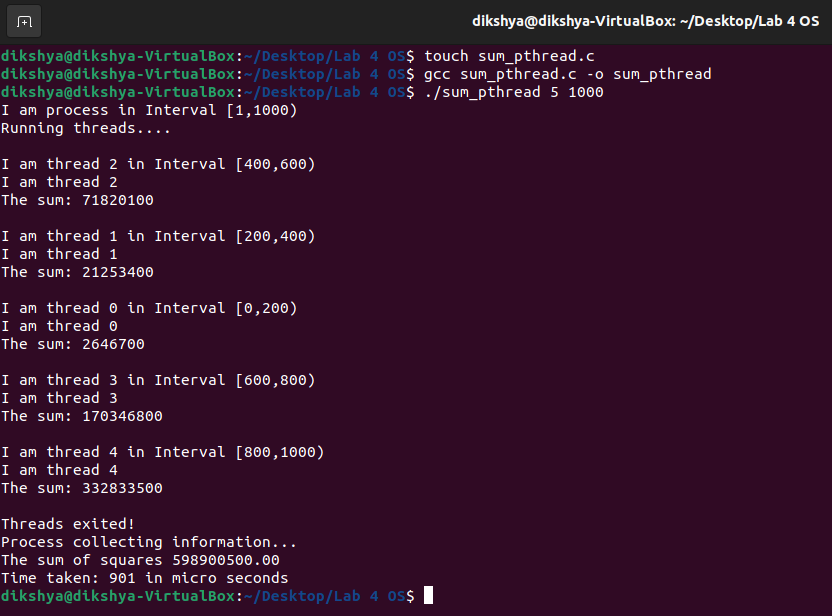 dikshya@dikshya-VirtualBox: ~/Desktop/Lab 4 OS
dikshya@dikshya-VirtualBox:~/Desktop/Lab 4 OS$ touch sum_pthread.c
dikshya@dikshya-VirtualBox:~/Desktop/Lab 4 OS$ gcc sum_pthread.c -o sum_pthread
dikshya@dikshya-VirtualBox:~/Desktop/Lab 4 OS$ ./sum_pthread 5 1000
I am process in Interval [1,1000)
Running threads....
I am thread 2 in Interval [400,600)
I am thread 2
The sum: 71820100
I am thread 1 in Interval [200,400)
I am thread 1
The sum: 21253400
I am thread 0 in Interval [0,200)
I am thread 0
The sum: 2646700
I am thread 3 in Interval [600,800)
I am thread 3
The sum: 170346800
I am thread 4 in Interval [800,1000)
I am thread 4
The sum: 332833500
Threads exited!
Process collecting information...
The sum of squares 598900500.00
Time taken: 901 in micro seconds
dikshya@dikshya-VirtualBox:~/Desktop/Lab 4 OS$